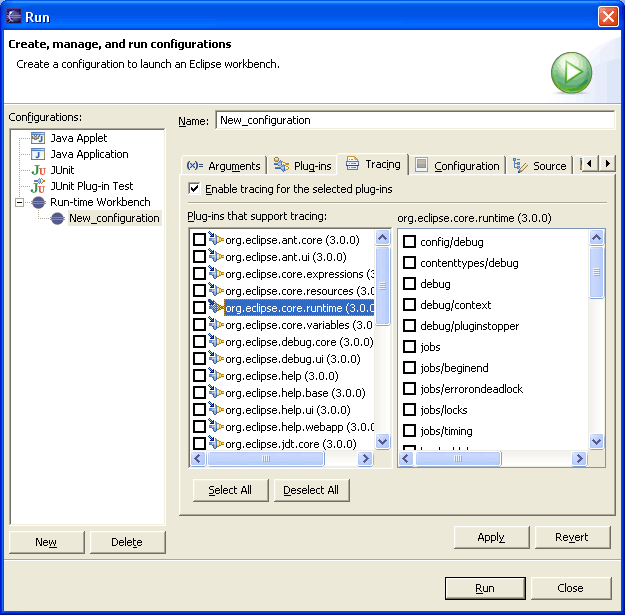 Run
Create, manage, and run configurations
Create a configuration to launch an Eclipse workbench.
Configurations:
Java Applet
Java Application
JUnit
JUnit Plug-in Test
Run-time Workbench
New_configuration
New
Delete
Name: New_configuration
(x)= Arguments
Plug-ins
Tracing
Configuration
Source
Enable tracing for the selected plug-ins
Plug-ins that support tracing:
org.eclipse.ant.core (3.0.0)
org.eclipse.ant.ui (3.0.0)
org.eclipse.core.expressions (3
org.eclipse.core.resources (3.0
org.eclipse.core.runtime (3.0.0
org.eclipse.core.variables (3.0
org.eclipse.debug.core (3.0.0)
org.eclipse.debug.ui (3.0.0)
org.eclipse.help (3.0.0)
org.eclipse.help.base (3.0.0)
org.eclipse.help.ui (3.0.0)
org.eclipse.help.webapp (3.0.0)
org.eclipse.jdt.core (3.0.0)
org.eclipse.core.runtime (3.0.0)
config/debug
contenttypes/debug
debug
debug/context
debug/pluginstopper
jobs
jobs/beginend
jobs/errorondeadlock
jobs/locks
jobs/timing
Select All
Deselect All
Apply
Revert
Run
Close